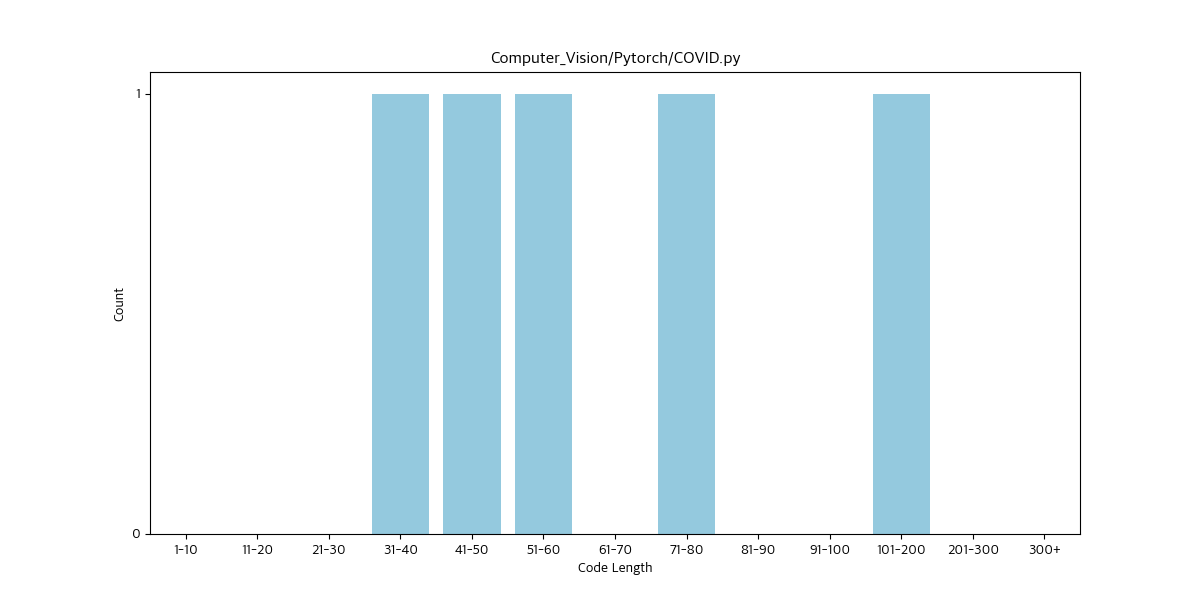 Computer_Vision/Pytorch/COVID.py
1
Count
0
1-10 11-20 21-30 31-40 41-50 51-60 61-70 71-80 81-90 91-100 101-200 201-300 300+
Code Length